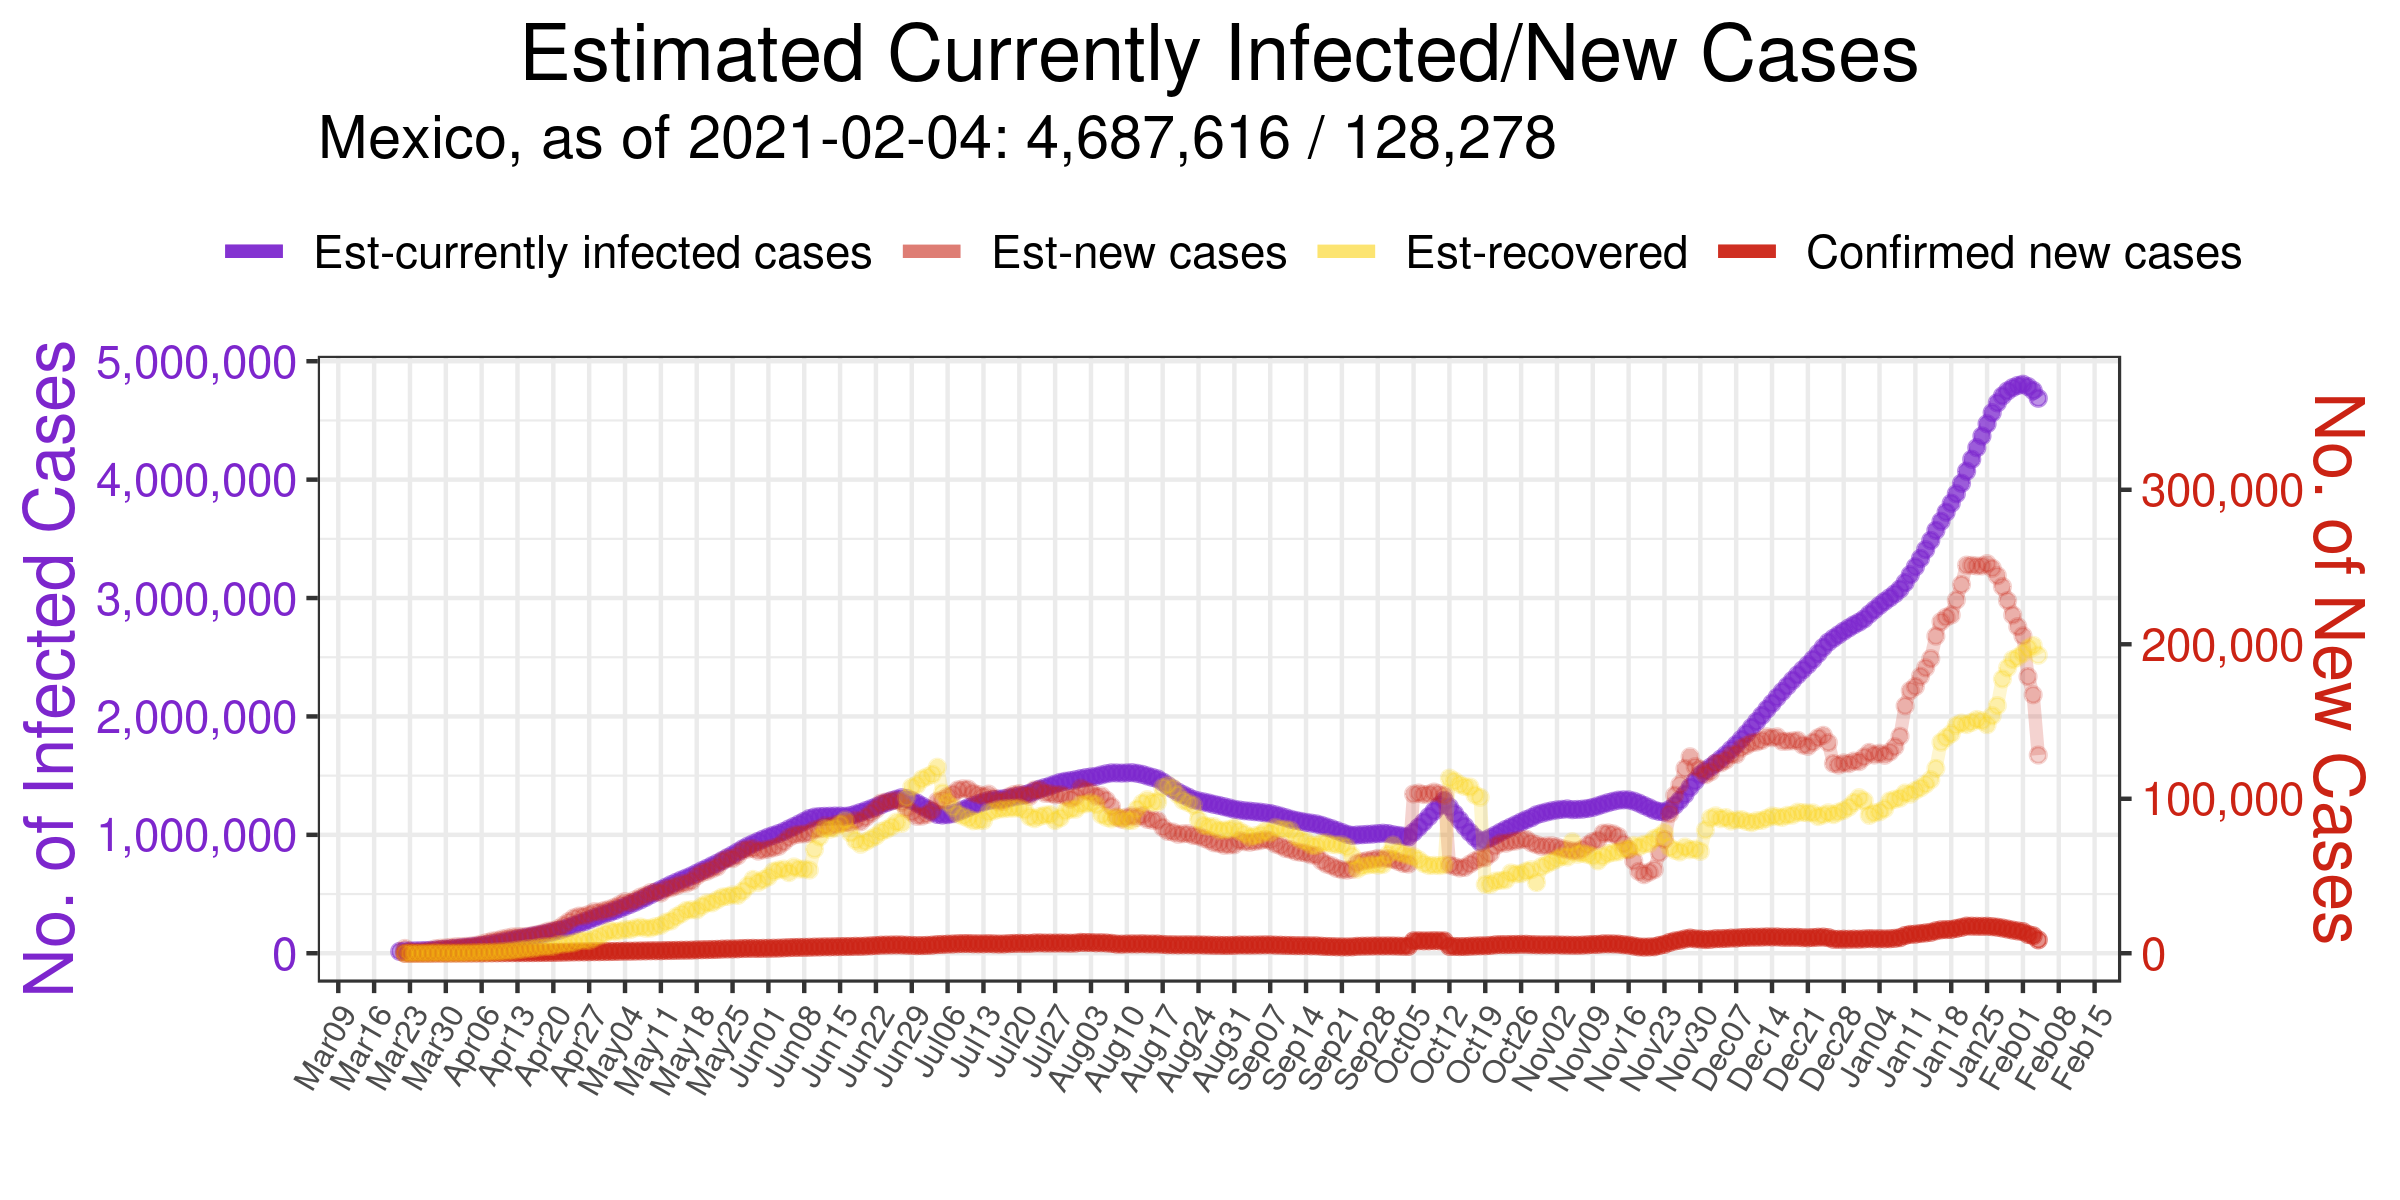 Estimated Currently Infected/New Cases
Mexico, as of 2021-02-04: 4,687,616 / 128,278
Est-currently infected cases Est-new cases Est-recovered Confirmed new cases
No. of Infected Cases
5,000,000
4,000,000
3,000,000
2,000,000
1,000,000
0
300,000
200,000
100,000
0
No. of New Cases
Mar09 Mar16 Mar23 Mar30 Apr06 Apr13 Apr20 Apr27 May04 May11 May18 May25 Jun01 Jun08 Jun15 Jun22 Jun29 Jul06 Jul13 Jul20 Jul27 Aug03 Aug10 Aug17 Aug24 Aug31 Sep07 Sep14 Sep21 Sep28 Oct05 Oct12 Oct19 Oct26 Nov02 Nov09 Nov16 Nov23 Nov30 Dec07 Dec14 Dec21 Dec28 Jan04 Jan11 Jan18 Jan25 Feb01 Feb08 Feb15